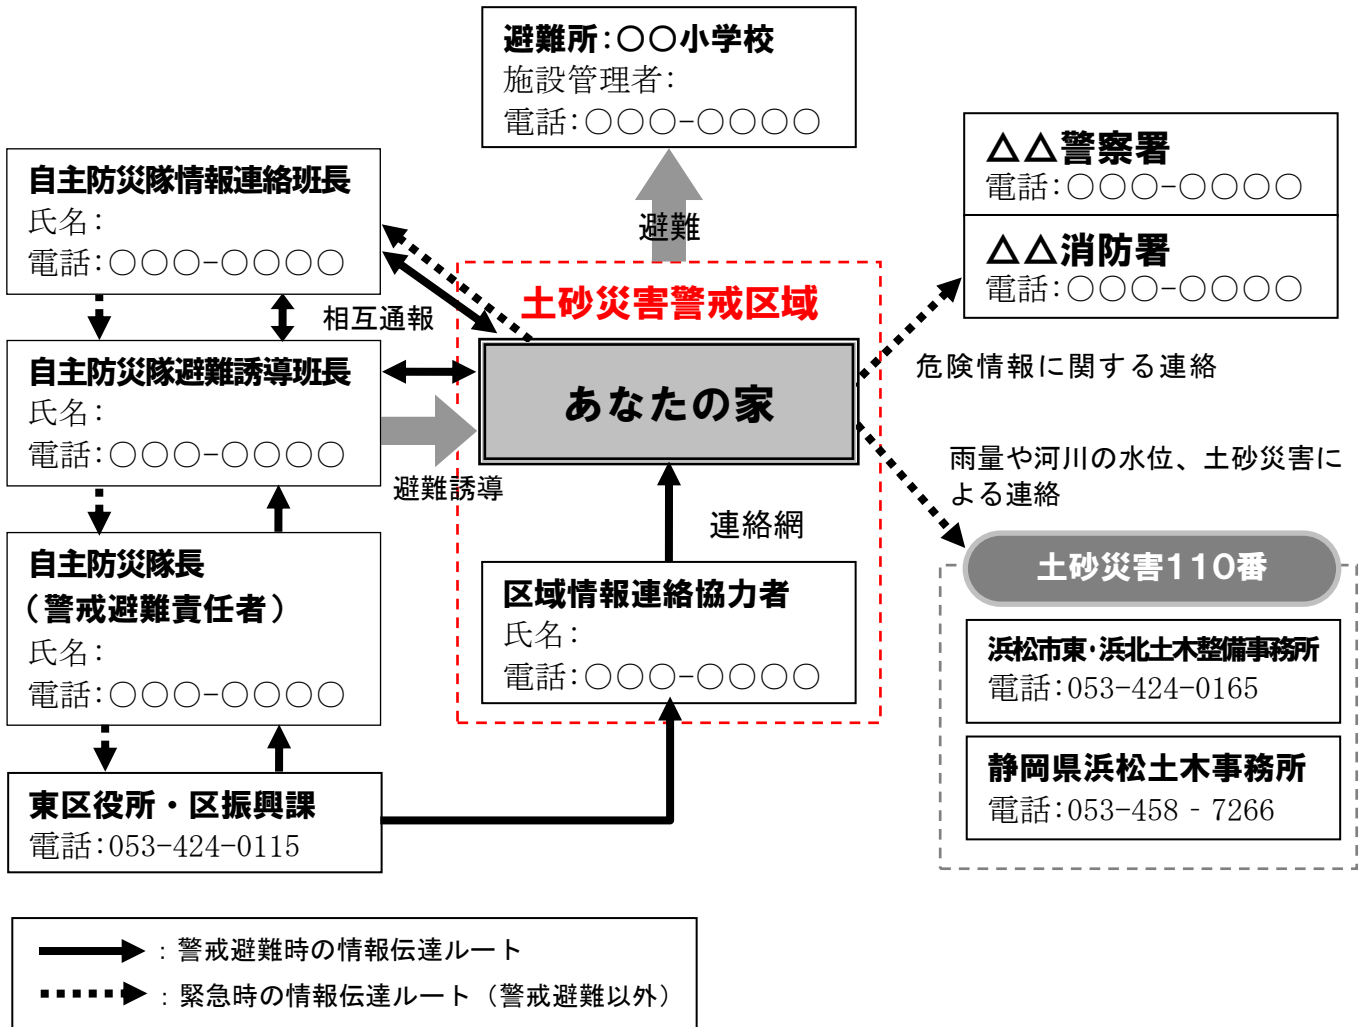 避難所:○○小学校
施設管理者:
電話:○○○-○○○○
△△警察署
電話:○○○-○○○○
△△消防署
電話:○○○-○○○○
自主防災隊情報連絡班長
氏名:
電話:○○○-○○○○
避難
相互通報
土砂災害警戒区域
自主防災隊避難誘導班長
氏名:
電話:○○○-○○○○
あなたの家
危険情報に関する連絡
避難誘導
雨量や河川の水位、土砂災害に
よる連絡
自主防災隊長
(警戒避難責任者)
氏名:
電話:○○○-○○○○
連絡網
区域情報連絡協力者
氏名:
電話:○○○-○○○○
土砂災害110番
浜松市東・浜北土木整備事務所
電話:053-424-0165
静岡県浜松土木事務所
電話:053-458‐7266
東区役所・区振興課
電話:053-424-0115
:警戒避難時の情報伝達ルート
:緊急時の情報伝達ルート(警戒避難以外)